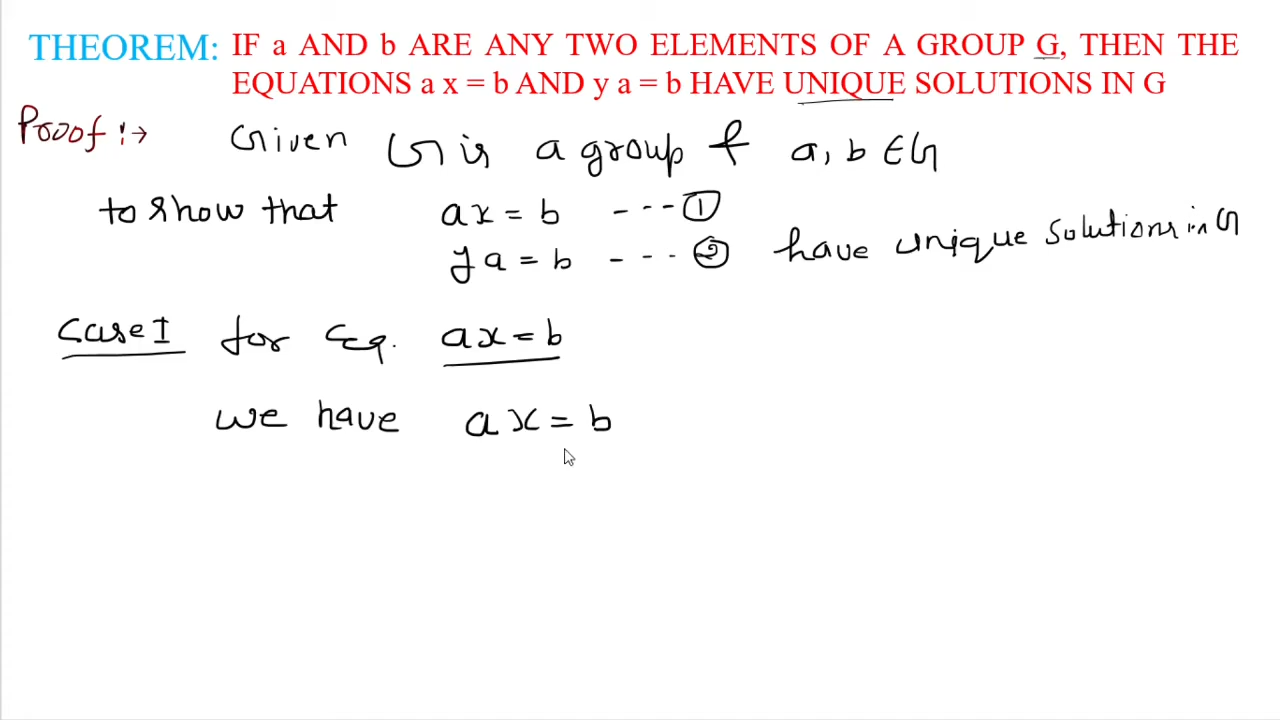 THEOREM: IF a AND b ARE ANY TWO ELEMENTS OF A GROUP G, THEN THE
EQUATIONS a x = b AND y a = b HAVE UNIQUE SOLUTIONS IN G
Proof :→ Given G is a group & a, b ∈ G
to show that ax = b ---①
ya = b ---② have unique solutions in G
Case I for Eq. ax = b
we have ax = b